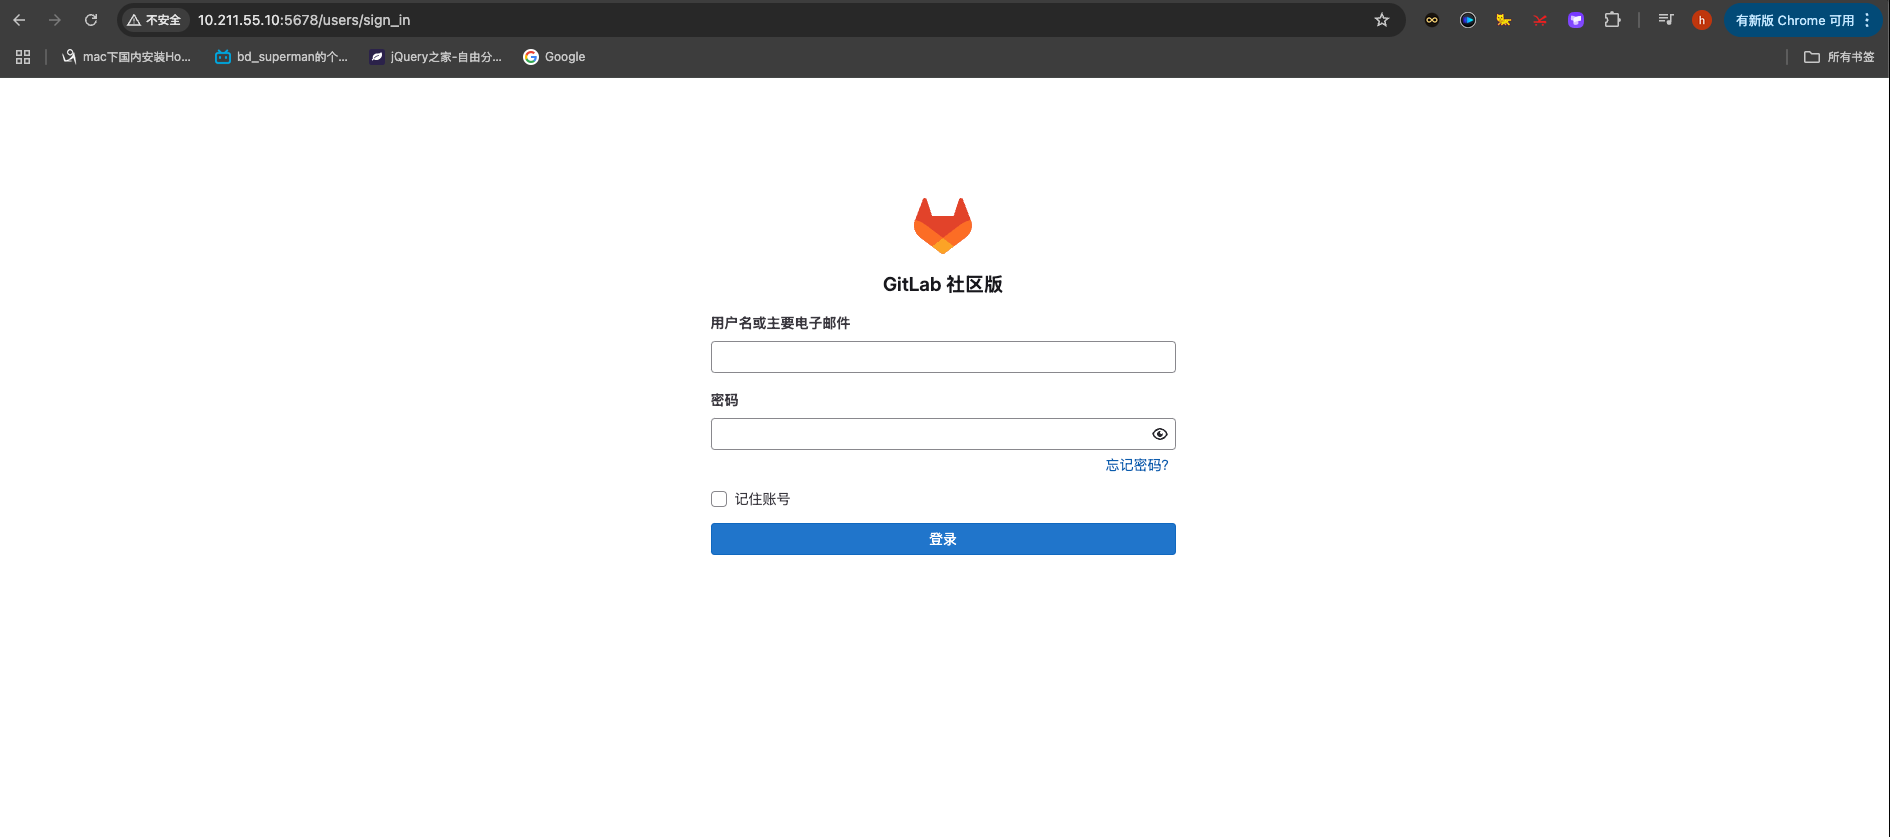 不安全 10.211.55.10:5678/users/sign_in h 有新版 Chrome 可用
mac下国内安装Ho... bd_superman的个... jQuery之家-自由分... Google 所有书签
GitLab 社区版
用户名或主要电子邮件
密码
忘记密码?
记住账号
登录